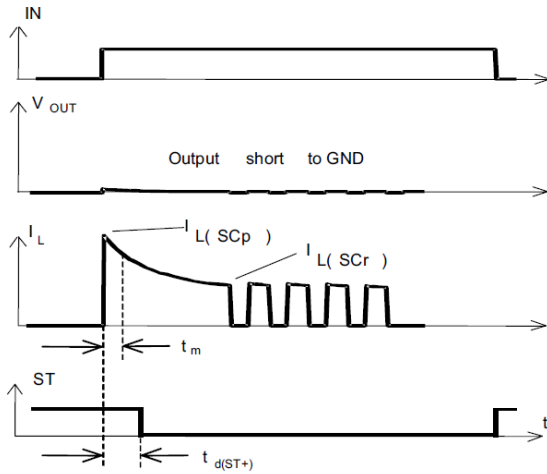 IN
V OUT
Output short to GND
I L
I L( SCp )
I L( SCr )
t m
ST
t
t d(ST+)